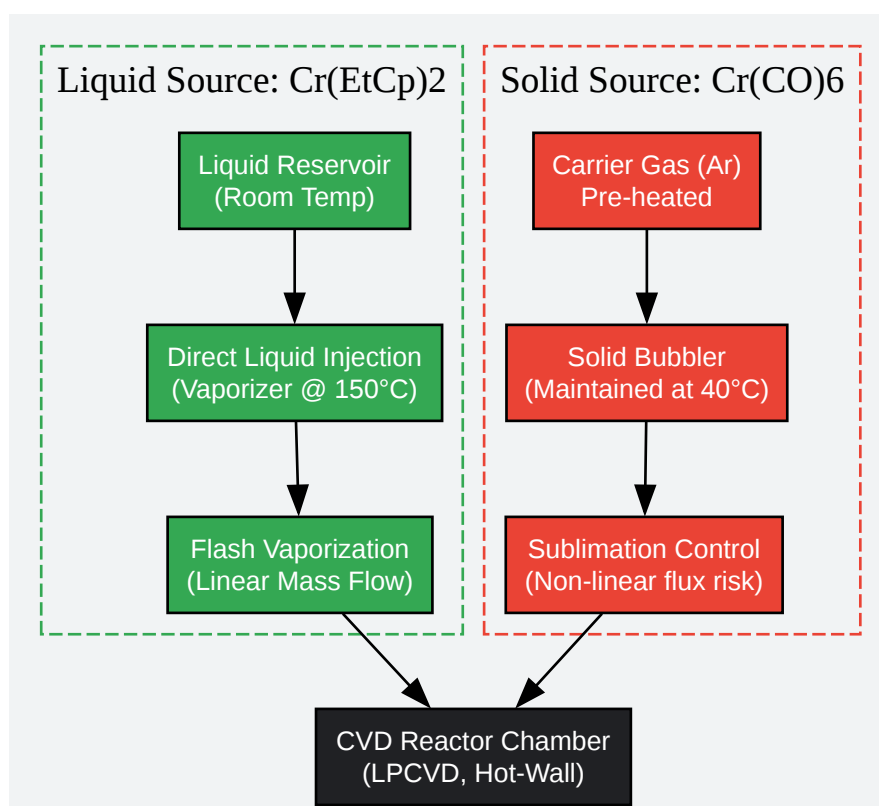 Liquid Source: Cr(EtCp)2
Liquid Reservoir
(Room Temp)
Direct Liquid Injection
(Vaporizer @ 150°C)
Flash Vaporization
(Linear Mass Flow)
Solid Source: Cr(CO)6
Carrier Gas (Ar)
Pre-heated
Solid Bubbler
(Maintained at 40°C)
Sublimation Control
(Non-linear flux risk)
CVD Reactor Chamber
(LPCVD, Hot-Wall)